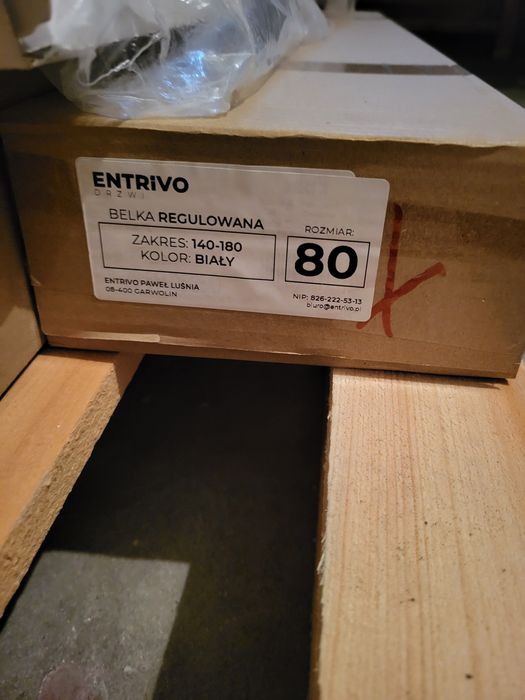 ENTRiVO
DRZWI
BELKA REGULOWANA
ZAKRES: 140-180
KOLOR: BIAŁY
ROZMIAR:
80
ENTRIVO PAWEŁ LUŚNIA
08-400 GARWOLIN
NIP: 826-222-53-13
biuro@entrivo.pl